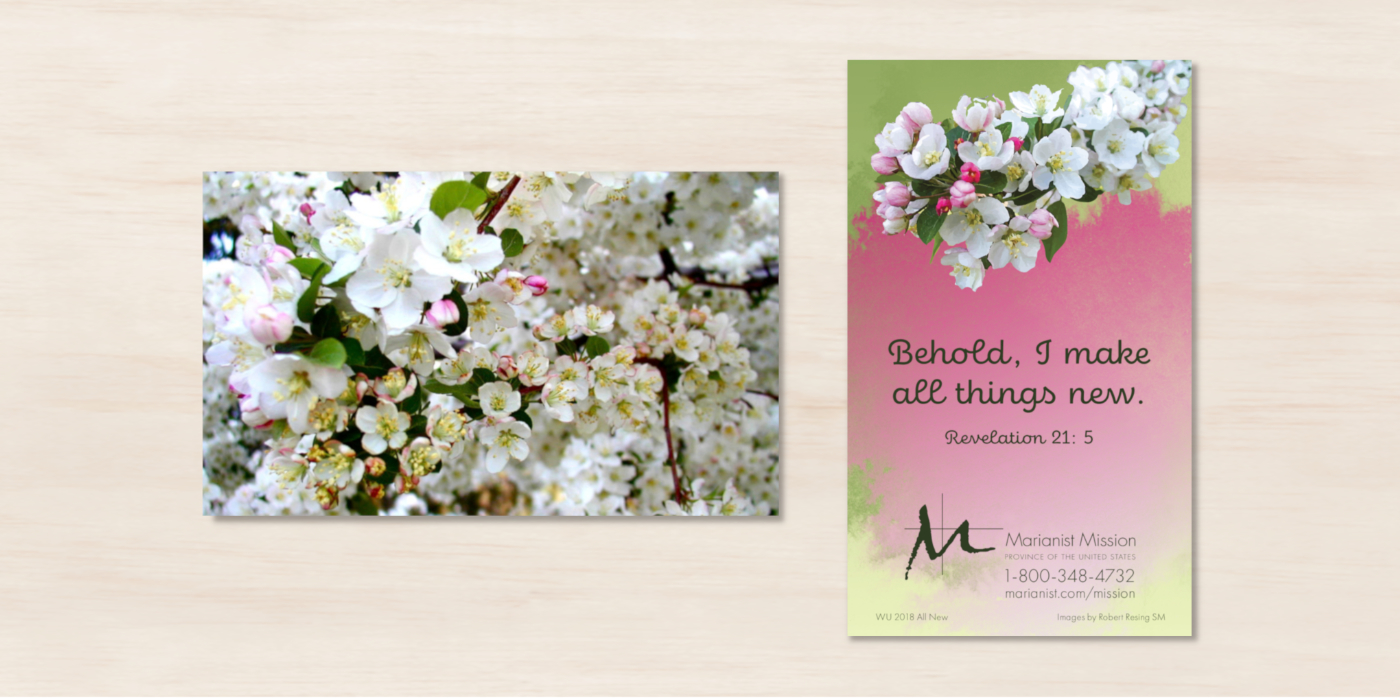 Behold, I make
all things new.
Revelation 21: 5
Marianist Mission
PROVINCE OF THE UNITED STATES
1-800-348-4732
marianist.com/mission
WU 2018 All New
Images by Robert Resing SM